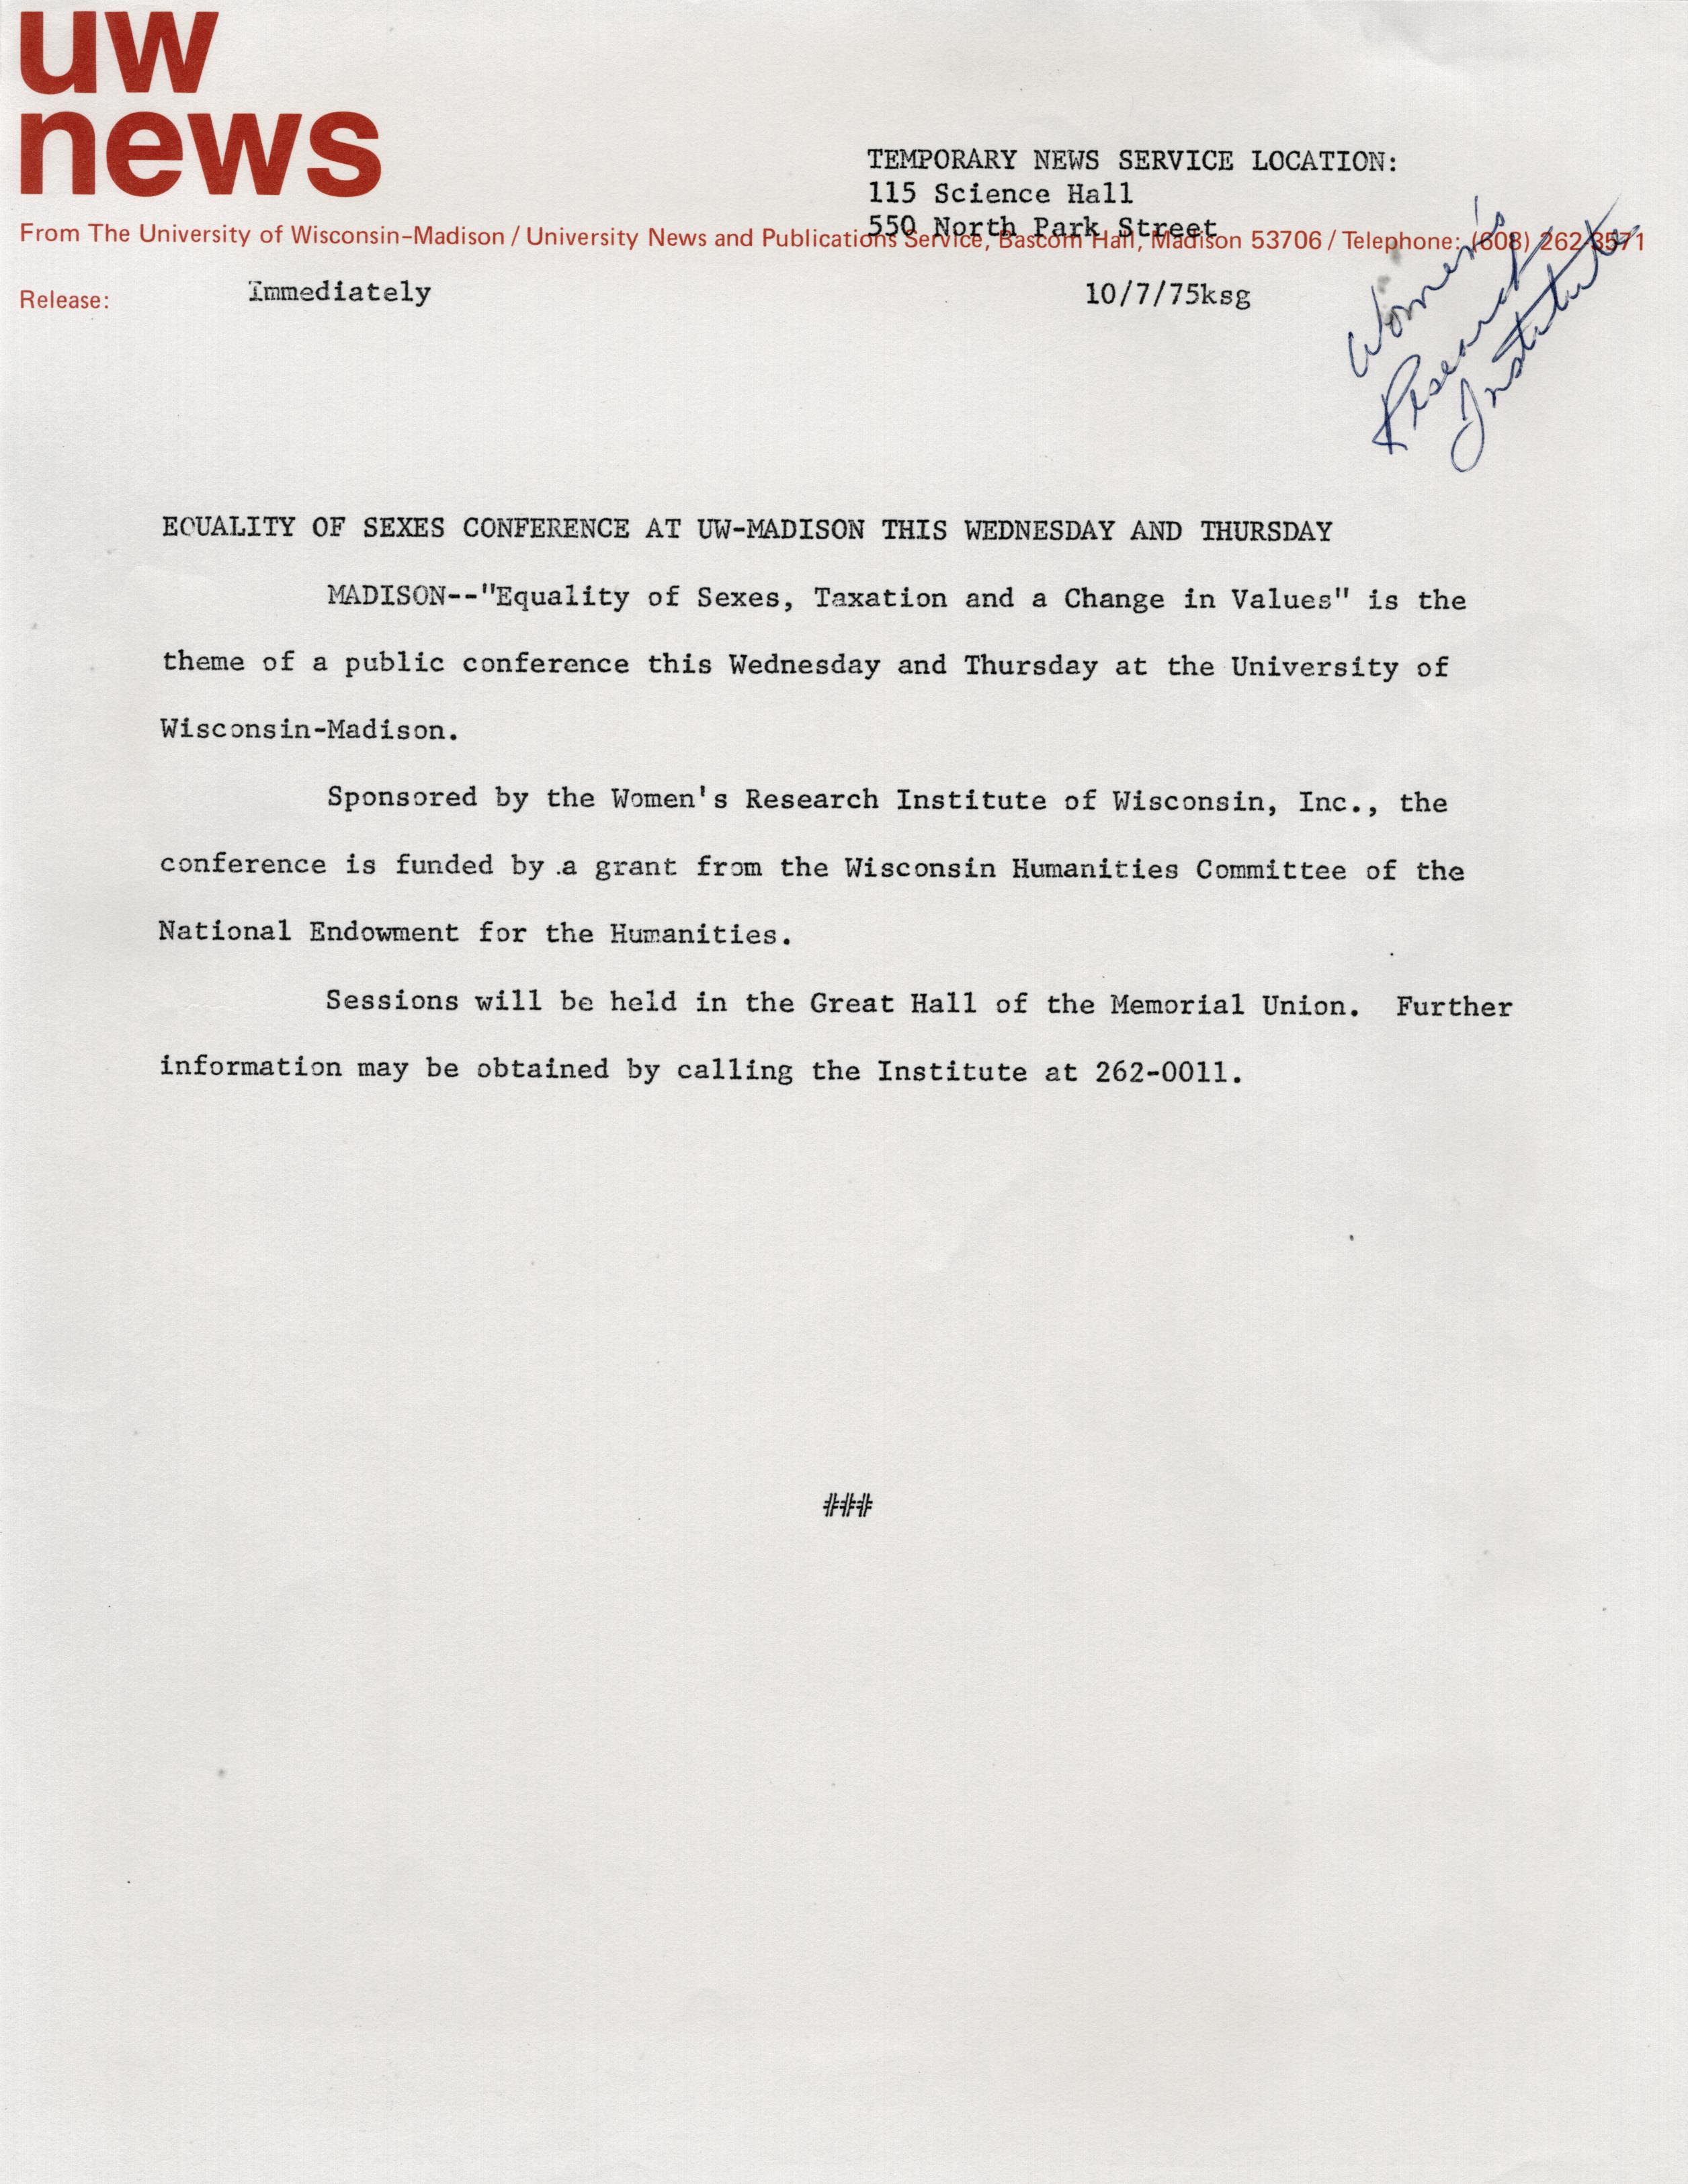 uw
news
TEMPORARY NEWS SERVICE LOCATION:
115 Science Hall
550 North Park Street
From The University of Wisconsin-Madison / University News and Publications Service, Bascom Hall, Madison 53706 / Telephone: (608) 262-3571
Release: Immediately 10/7/75ksg
Women's
Research
Institute
EQUALITY OF SEXES CONFERENCE AT UW-MADISON THIS WEDNESDAY AND THURSDAY
MADISON--"Equality of Sexes, Taxation and a Change in Values" is the
theme of a public conference this Wednesday and Thursday at the University of
Wisconsin-Madison.
Sponsored by the Women's Research Institute of Wisconsin, Inc., the
conference is funded by a grant from the Wisconsin Humanities Committee of the
National Endowment for the Humanities.
Sessions will be held in the Great Hall of the Memorial Union. Further
information may be obtained by calling the Institute at 262-0011.
###